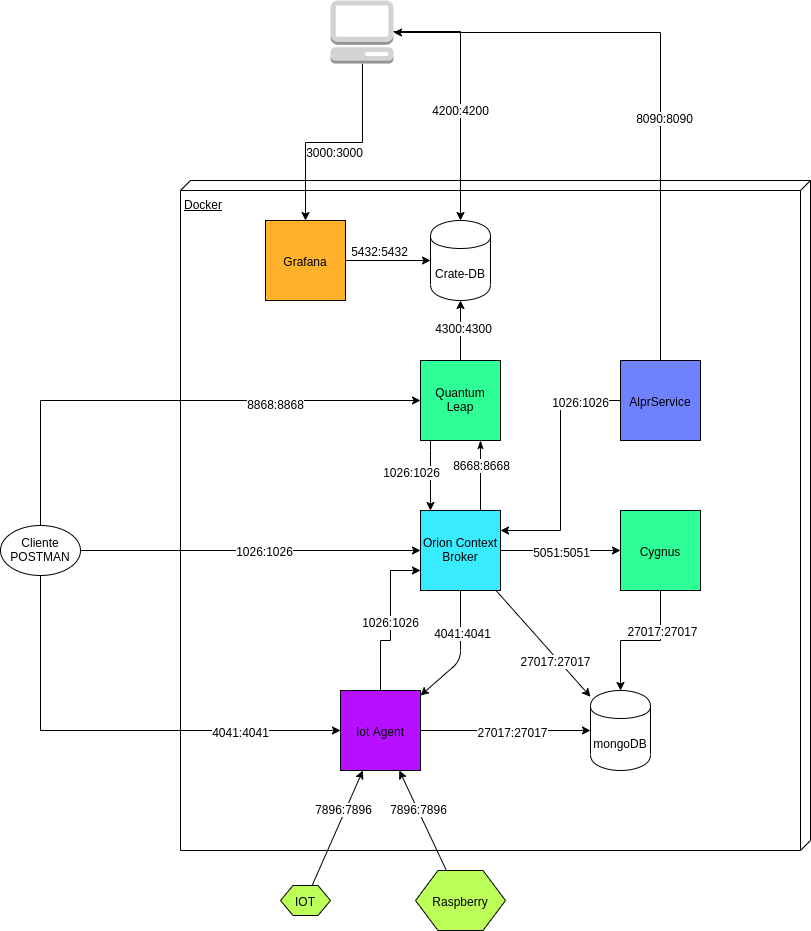 4200:4200
8090:8090
3000:3000
Docker
Grafana
5432:5432
Crate-DB
4300:4300
Quantum
Leap
AlprService
8868:8868
1026:1026
1026:1026
8668:8668
Cliente
POSTMAN
1026:1026
Orion Context
Broker
5051:5051
Cygnus
1026:1026
4041:4041
27017:27017
27017:27017
4041:4041
Iot Agent
27017:27017
mongoDB
7896:7896
7896:7896
IOT
Raspberry